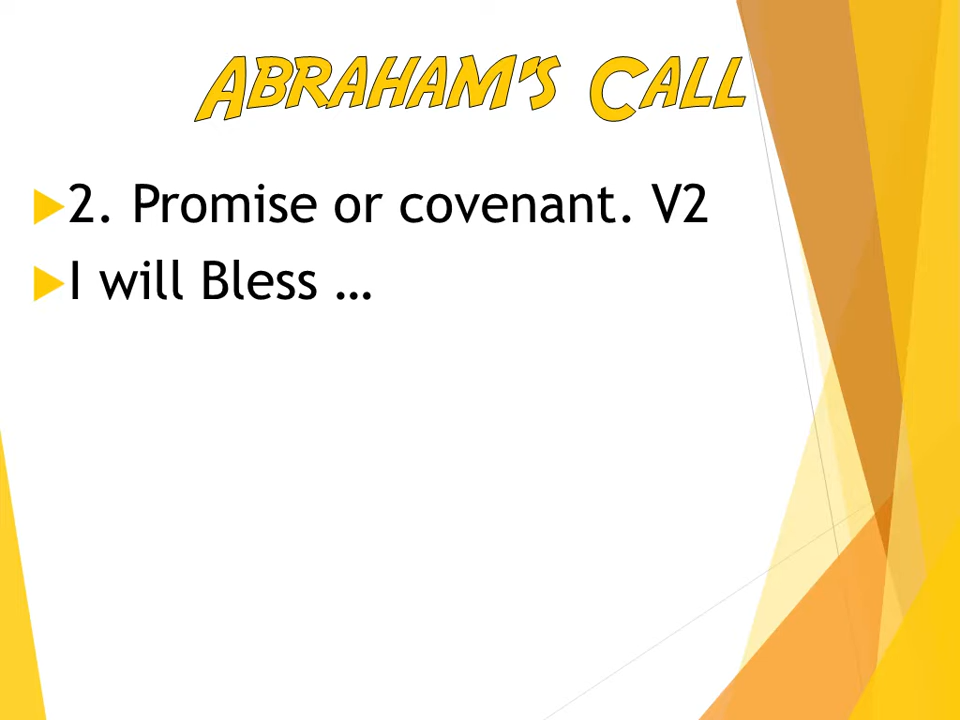 Abraham's Call
2. Promise or covenant. V2
I will Bless …